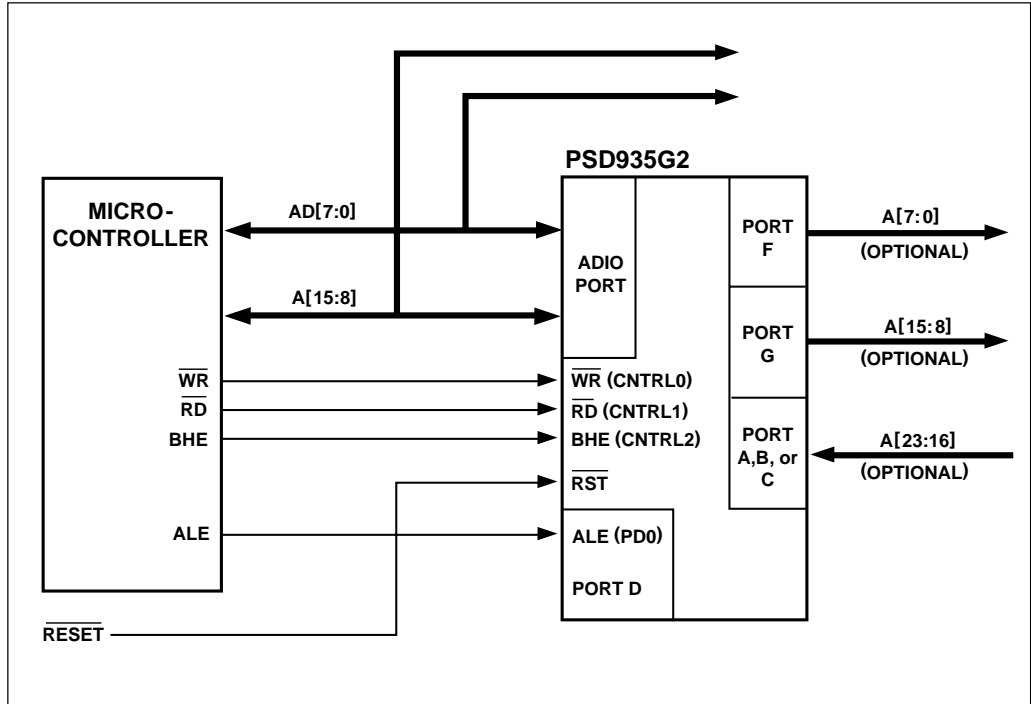 PSD935G2
MICRO-
CONTROLLER
AD[7:0]
A[15:8]
WR
RD
BHE
ALE
RESET
ADIO
PORT
WR (CNTRL0)
RD (CNTRL1)
BHE (CNTRL2)
RST
ALE (PD0)
PORT D
PORT
F
PORT
G
PORT
A,B, or
C
A[7:0]
(OPTIONAL)
A[15:8]
(OPTIONAL)
A[23:16]
(OPTIONAL)